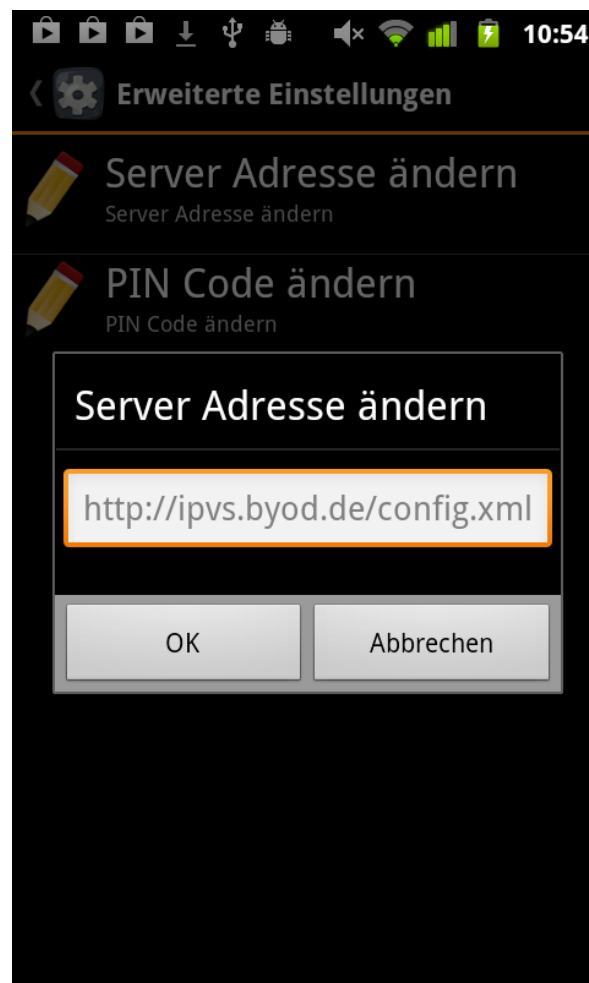 10:54
Erweiterte Einstellungen
Server Adresse ändern
Server Adresse ändern
PIN Code ändern
PIN Code ändern
Server Adresse ändern
http://ipvs.byod.de/config.xml
OK Abbrechen